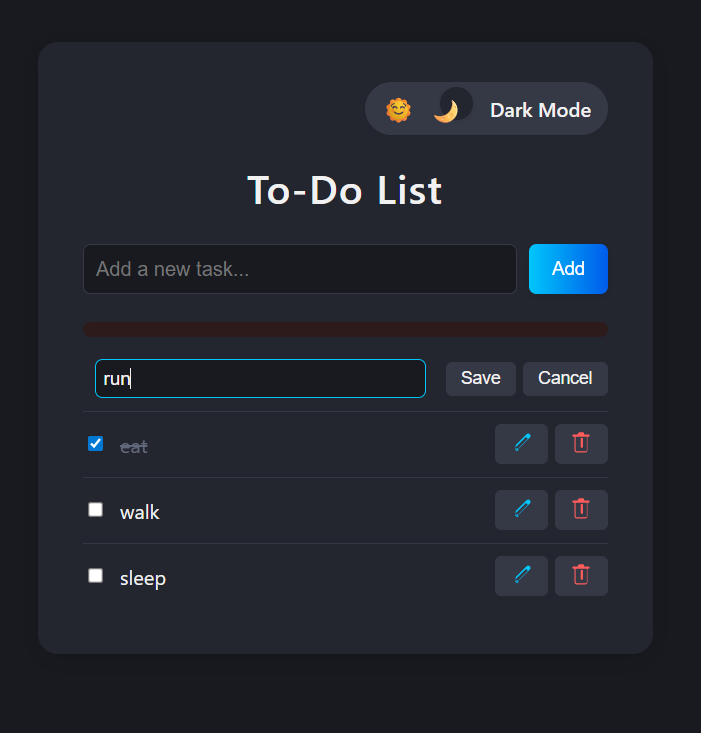 Dark Mode
To-Do List
Add a new task...
Add
run
Save
Cancel
eat
walk
sleep